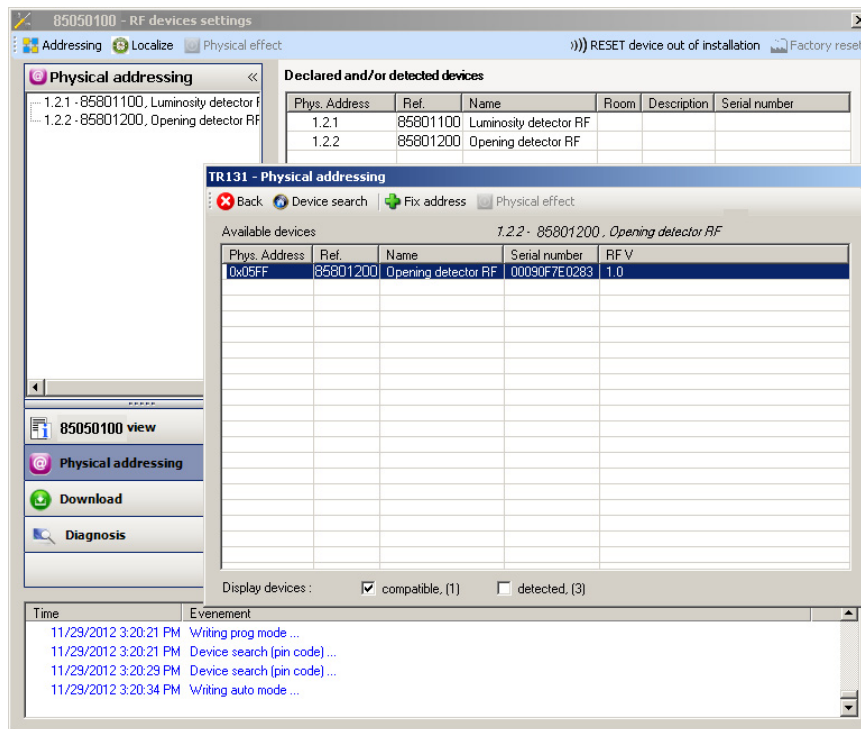 85050100 - RF devices settings
Addressing Localize Physical effect RESET device out of installation Factory reset
Physical addressing «
1.2.1 - 85801100, Luminosity detector
1.2.2 - 85801200, Opening detector RF
Declared and/or detected devices
Phys. Address Ref. Name Room Description Serial number
1.2.1 85801100 Luminosity detector RF
1.2.2 85801200 Opening detector RF
TR131 - Physical addressing
Back Device search Fix address Physical effect
Available devices 1.2.2 - 85801200 , Opening detector RF
Phys. Address Ref. Name Serial number RF V
0x05FF 85801200 Opening detector RF 00090F7E0283 1.0
85050100 view
Physical addressing
Download
Diagnosis
Display devices : compatible, (1) detected, (3)
Time Evenement
11/29/2012 3:20:21 PM Writing prog mode ...
11/29/2012 3:20:21 PM Device search (pin code) ...
11/29/2012 3:20:29 PM Device search (pin code) ...
11/29/2012 3:20:34 PM Writing auto mode ...